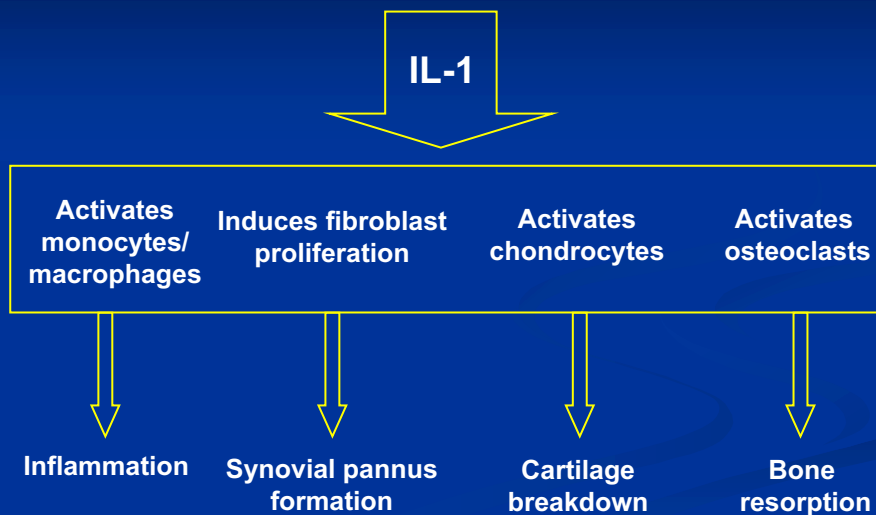 IL-1
Activates
monocytes/
macrophages
Induces fibroblast
proliferation
Activates
chondrocytes
Activates
osteoclasts
Inflammation
Synovial pannus
formation
Cartilage
breakdown
Bone
resorption